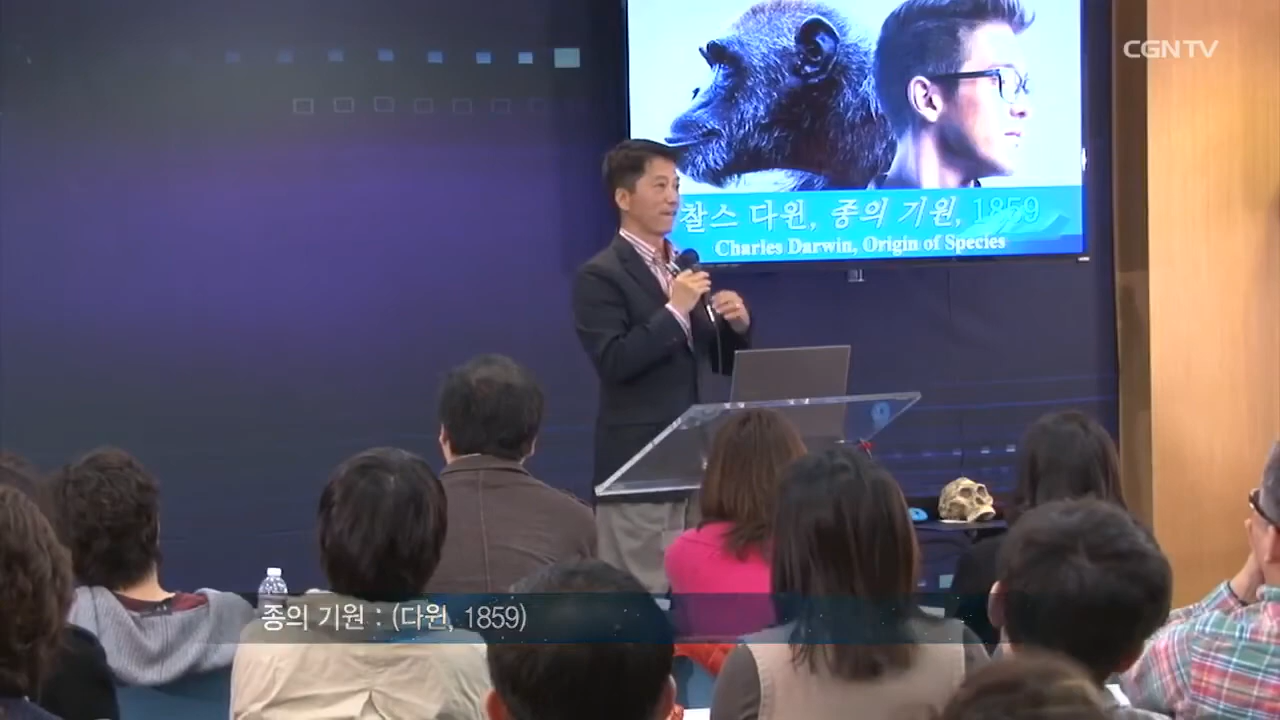 CGNTV
찰스 다윈, 종의 기원, 1859
Charles Darwin, Origin of Species
종의 기원 : (다윈, 1859)